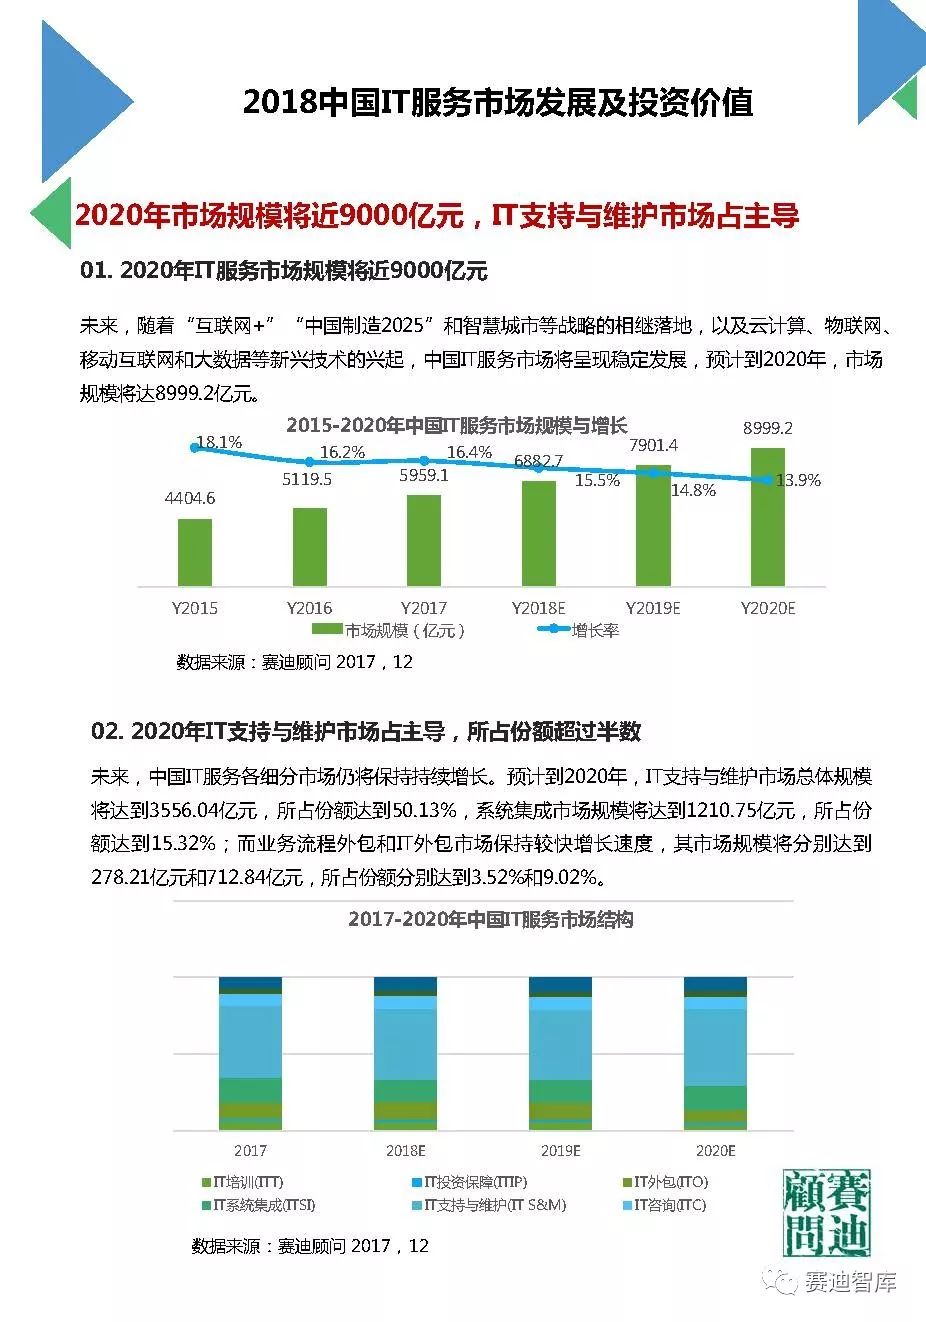 2018中国IT服务市场发展及投资价值
2020年市场规模将近9000亿元，IT支持与维护市场占主导
01. 2020年IT服务市场规模将近9000亿元
未来，随着“互联网+”“中国制造2025”和智慧城市等战略的相继落地，以及云计算、物联网、
移动互联网和大数据等新兴技术的兴起，中国IT服务市场将呈现稳定发展，预计到2020年，市场
规模将达8999.2亿元。
2015-2020年中国IT服务市场规模与增长
18.1% 16.2% 16.4% 15.5% 14.8% 13.9%
4404.6 5119.5 5959.1 6882.7 7901.4 8999.2
Y2015 Y2016 Y2017 Y2018E Y2019E Y2020E
市场规模（亿元） 增长率
数据来源：赛迪顾问 2017，12
02. 2020年IT支持与维护市场占主导，所占份额超过半数
未来，中国IT服务各细分市场仍将保持持续增长。预计到2020年，IT支持与维护市场总体规模
将达到3556.04亿元，所占份额达到50.13%，系统集成市场规模将达到1210.75亿元，所占份
额达到15.32%；而业务流程外包和IT外包市场保持较快增长速度，其市场规模将分别达到
278.21亿元和712.84亿元，所占份额分别达到3.52%和9.02%。
2017-2020年中国IT服务市场结构
2017 2018E 2019E 2020E
IT培训(ITT) IT投资保障(ITIP) IT外包(ITO)
IT系统集成(ITSI) IT支持与维护(IT S&M) IT咨询(ITC)
数据来源：赛迪顾问 2017，12
賽迪顧問
赛迪智库